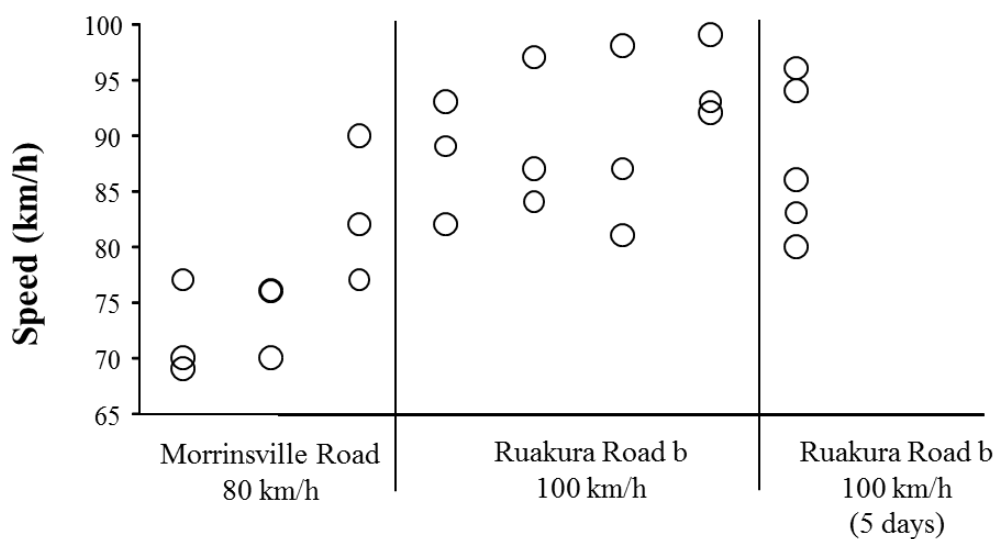 Speed (km/h)
100
95
90
85
80
75
70
65
Morrinsville Road
80 km/h
Ruakura Road b
100 km/h
Ruakura Road b
100 km/h
(5 days)